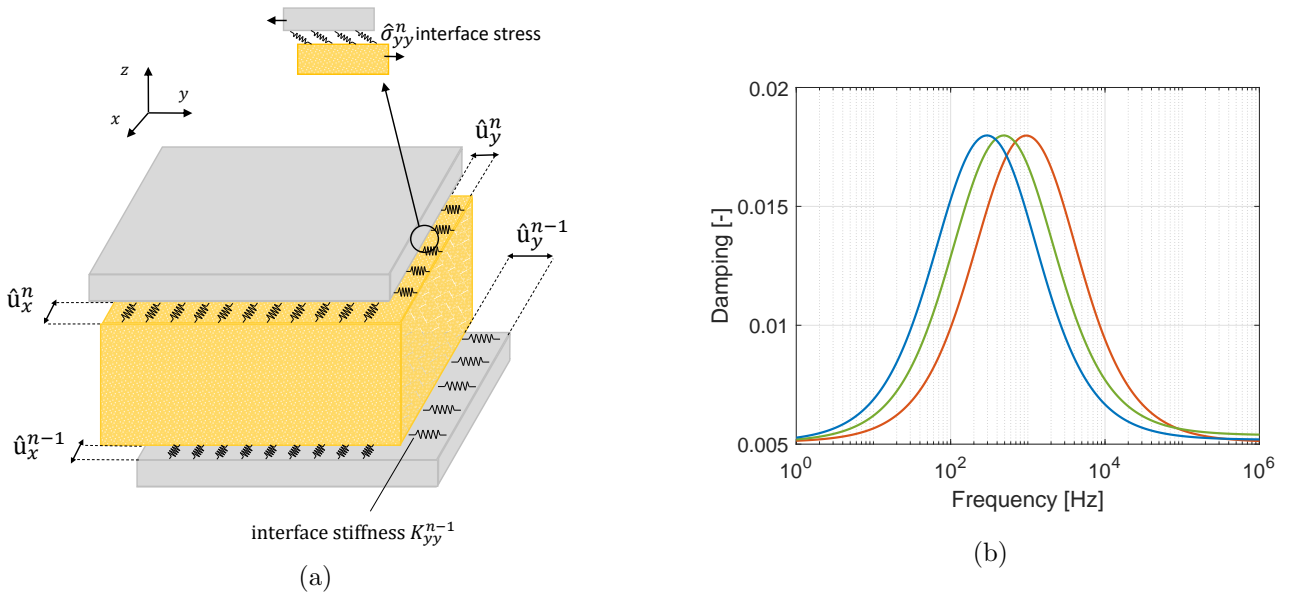 σ̂ⁿyy interface stress
z
y
x
ûⁿy
ûⁿ⁻¹y
ûⁿx
ûⁿ⁻¹x
interface stiffness Kⁿ⁻¹yy
(a)
0.02
0.015
0.01
0.005
Damping [-]
10⁰ 10² 10⁴ 10⁶
Frequency [Hz]
(b)